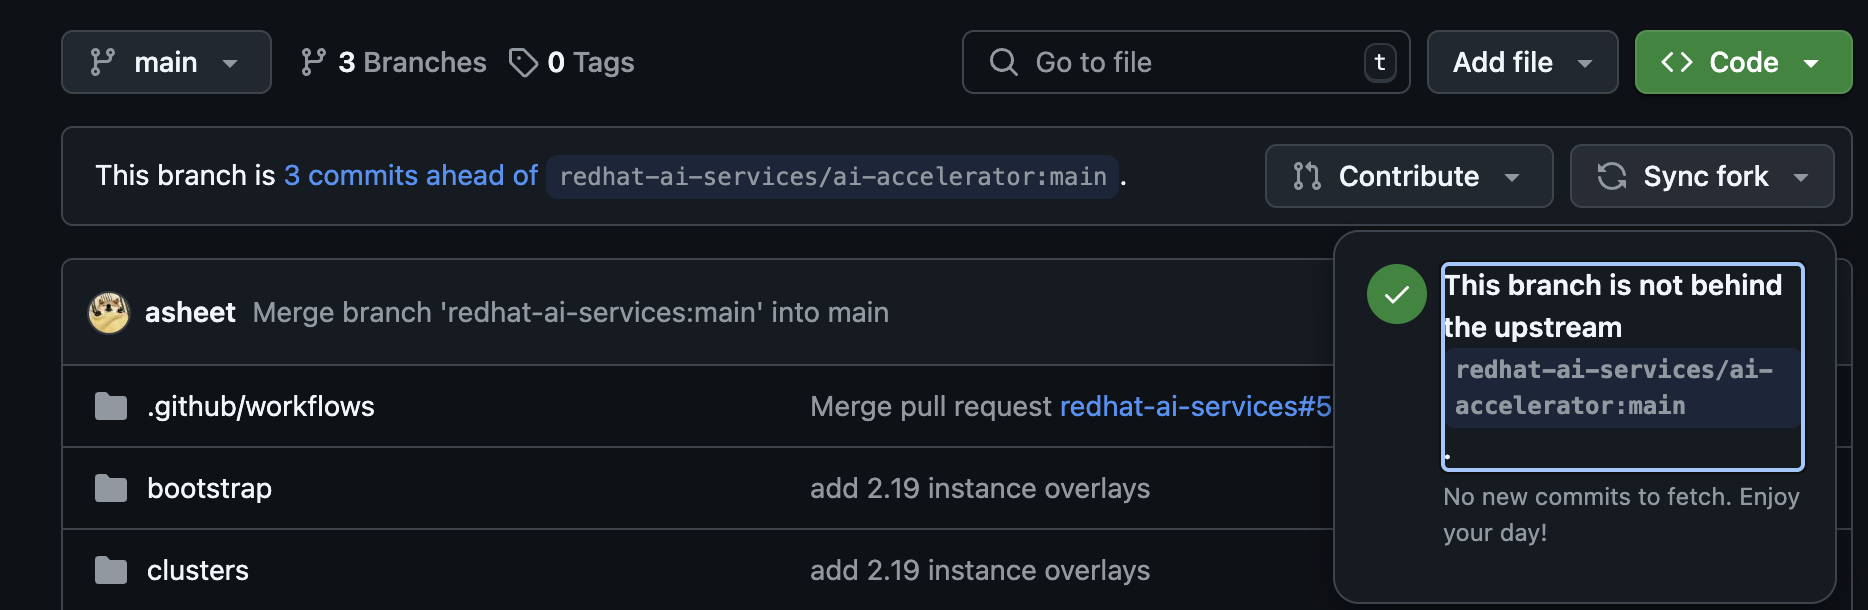 main 3 Branches 0 Tags Go to file t Add file Code
This branch is 3 commits ahead of redhat-ai-services/ai-accelerator:main . Contribute Sync fork
This branch is not behind
the upstream
redhat-ai-services/ai-
accelerator:main
.
No new commits to fetch. Enjoy
your day!
asheet Merge branch 'redhat-ai-services:main' into main
.github/workflows Merge pull request redhat-ai-services#5
bootstrap add 2.19 instance overlays
clusters add 2.19 instance overlays